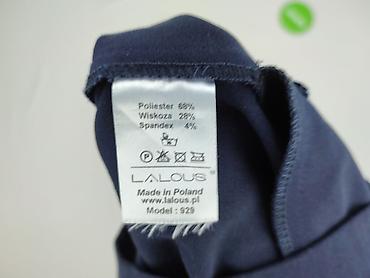 Poliester 68%
Wiskoza 28%
Spandex 4%
P
LALOUS
Made in Poland
www.lalous.pl
Model : 929